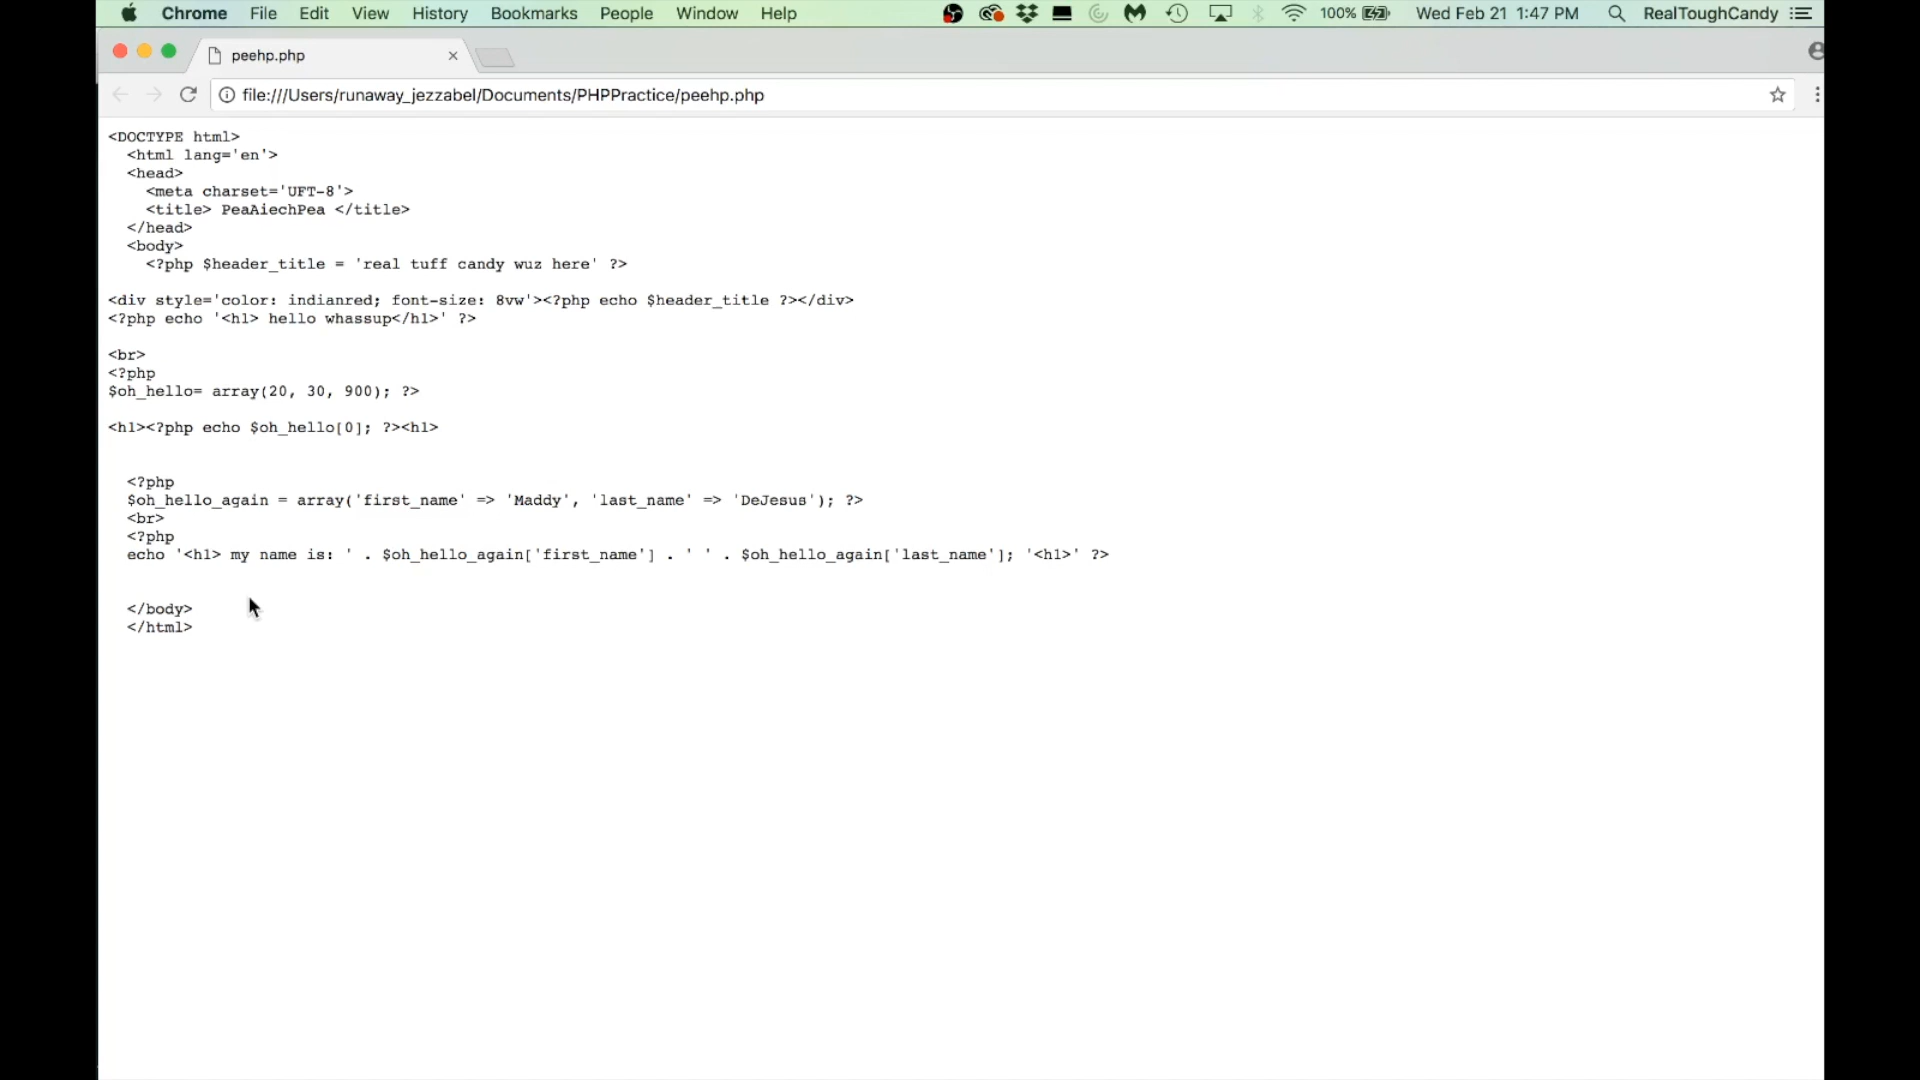 Chrome File Edit View History Bookmarks People Window Help 100% Wed Feb 21 1:47 PM RealToughCandy
peehp.php
file:///Users/runaway_jezzabel/Documents/PHPPractice/peehp.php
<DOCTYPE html>
<html lang='en'>
<head>
<meta charset='UFT-8'>
<title> PeaAiechPea </title>
</head>
<body>
<?php $header_title = 'real tuff candy wuz here' ?>
<div style='color: indianred; font-size: 8vw'><?php echo $header_title ?></div>
<?php echo '<h1> hello whassup</h1>' ?>
<br>
<?php
$oh_hello= array(20, 30, 900); ?>
<h1><?php echo $oh_hello[0]; ?><h1>
<?php
$oh_hello_again = array('first_name' => 'Maddy', 'last_name' => 'DeJesus'); ?>
<br>
<?php
echo '<h1> my name is: ' . $oh_hello_again['first_name'] . ' ' . $oh_hello_again['last_name']; '<h1>' ?>
</body>
</html>